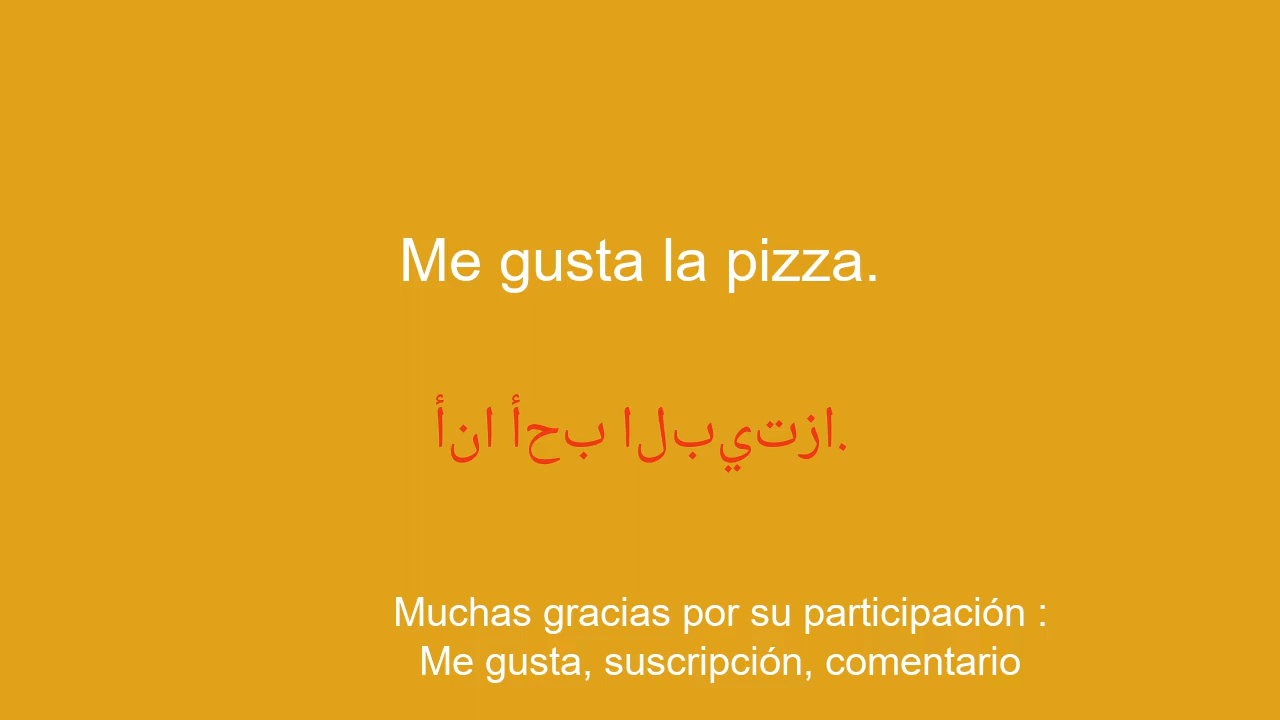 Me gusta la pizza.
أنا أحب البيتزا.
Muchas gracias por su participación :
Me gusta, suscripción, comentario